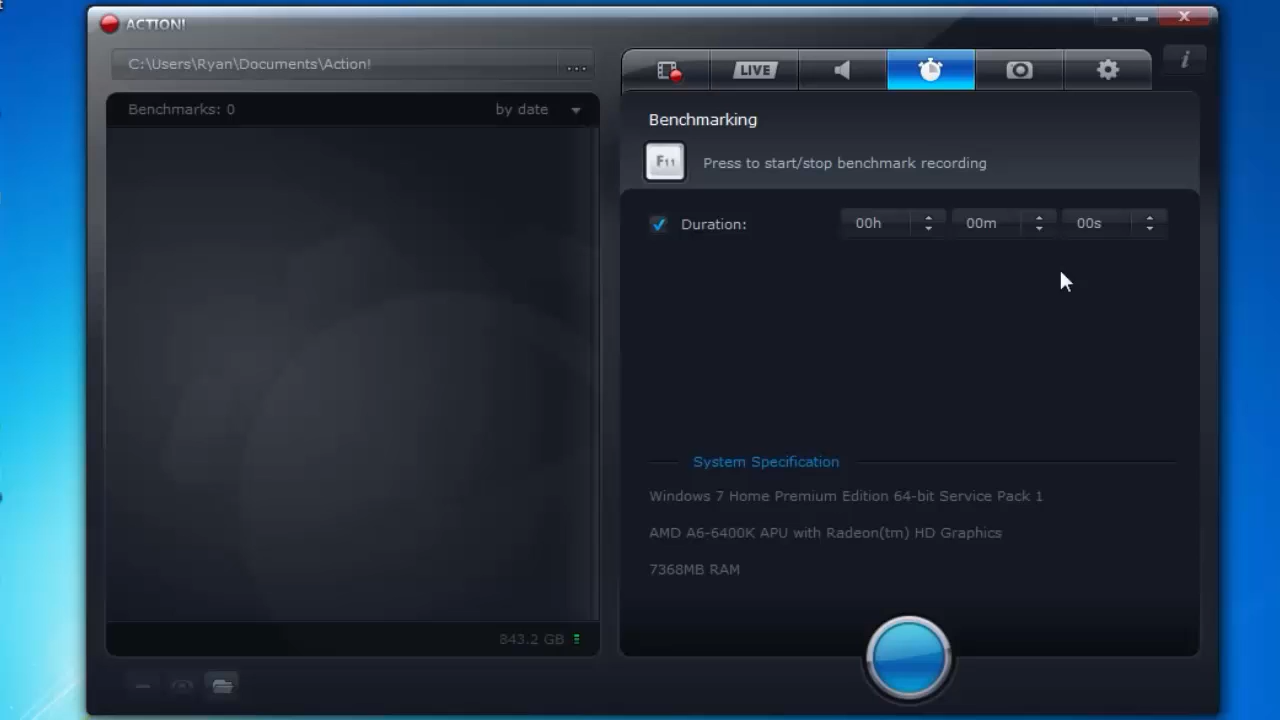 ACTION!
C:\Users\Ryan\Documents\Action!
...
LIVE
i
Benchmarks: 0
by date
Benchmarking
F11
Press to start/stop benchmark recording
Duration:
00h
00m
00s
System Specification
Windows 7 Home Premium Edition 64-bit Service Pack 1
AMD A6-6400K APU with Radeon(tm) HD Graphics
7368MB RAM
843.2 GB